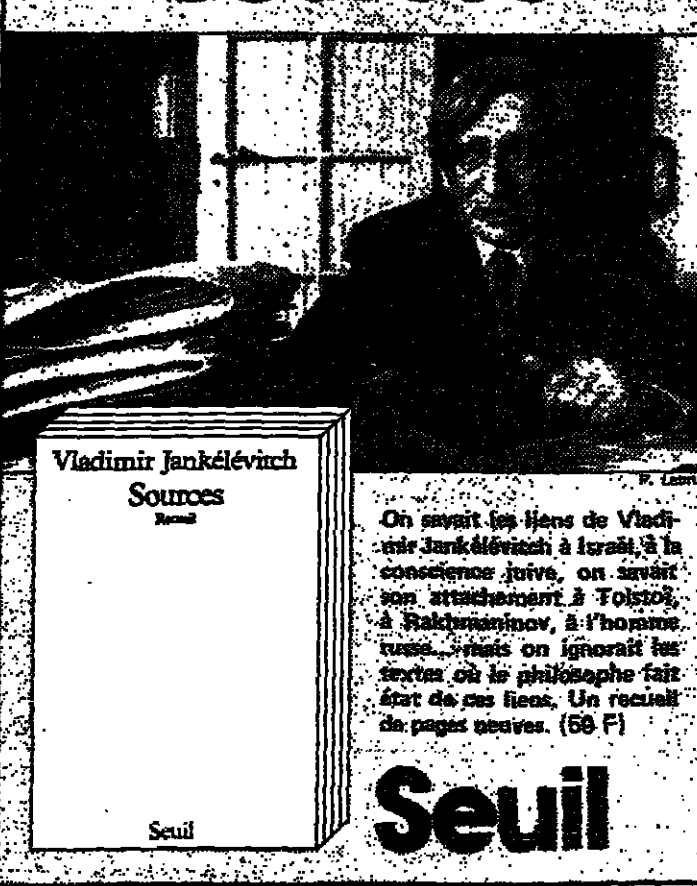 Vladimir Jankélévitch
Sources
Recueil
Seuil
On savait les liens de Vladi-
mir Jankélévitch à Israël, à la
conscience juive, on savait
son attachement à Tolstoï,
à Rakhmaninov, à l'homme
russe... mais on ignorait les
textes où le philosophe fait
état de ces liens. Un recueil
de pages neuves. (59 F)
Seuil